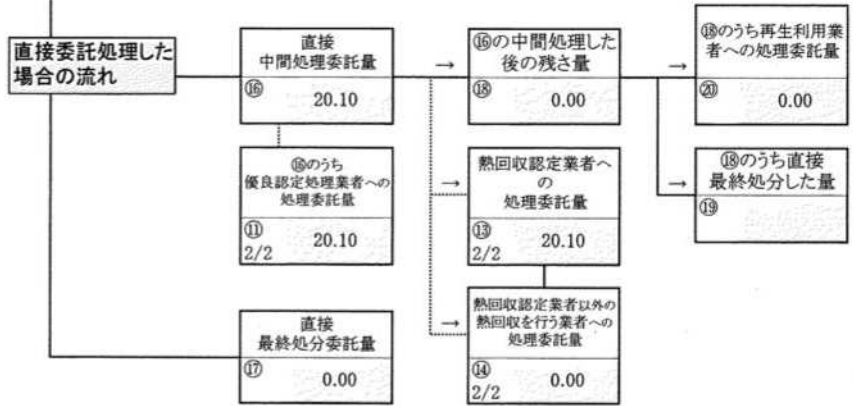 直接委託処理した
場合の流れ
直接
中間処理委託量
⑯
20.10
→
⑯の中間処理した
後の残さ量
⑱
0.00
→
⑱のうち再生利用業
者への処理委託量
⑳
0.00
⑯のうち
優良認定処理業者への
処理委託量
⑪
2/2
20.10
→
熱回収認定業者へ
の
処理委託量
⑬
2/2
20.10
→
⑱のうち直接
最終処分した量
⑲
直接
最終処分委託量
⑰
0.00
→
熱回収認定業者以外の
熱回収を行う業者への
処理委託量
⑭
2/2
0.00